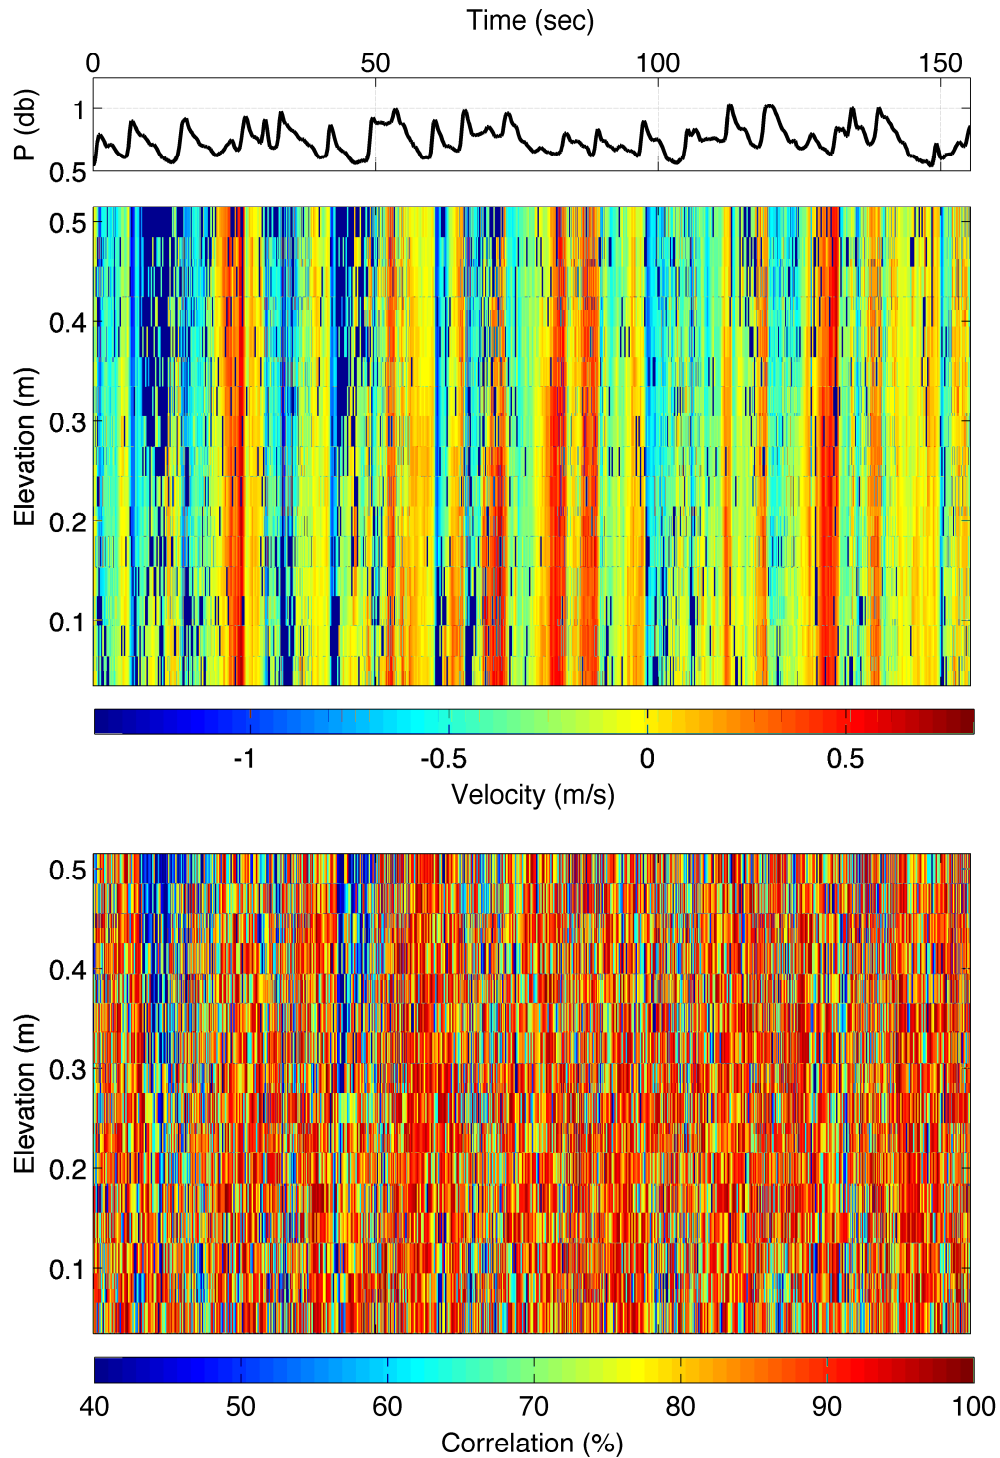 Time (sec)
0 50 100 150
P (db)
1
0.5
Elevation (m)
0.5
0.4
0.3
0.2
0.1
-1 -0.5 0 0.5
Velocity (m/s)
Elevation (m)
0.5
0.4
0.3
0.2
0.1
40 50 60 70 80 90 100
Correlation (%)